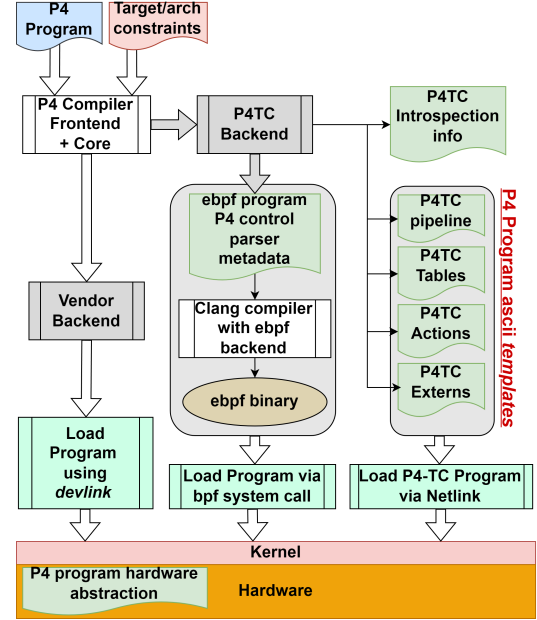 P4
Program
Target/arch
constraints
P4 Compiler
Frontend
+ Core
P4TC
Backend
P4TC
Introspection
info
ebpf program
P4 control
parser
metadata
P4TC
pipeline
P4TC
Tables
P4TC
Actions
P4TC
Externs
P4 Program ascii templates
Vendor
Backend
Clang compiler
with ebpf
backend
ebpf binary
Load
Program
using
devlink
Load Program via
bpf system call
Load P4-TC Program
via Netlink
Kernel
P4 program hardware
abstraction
Hardware